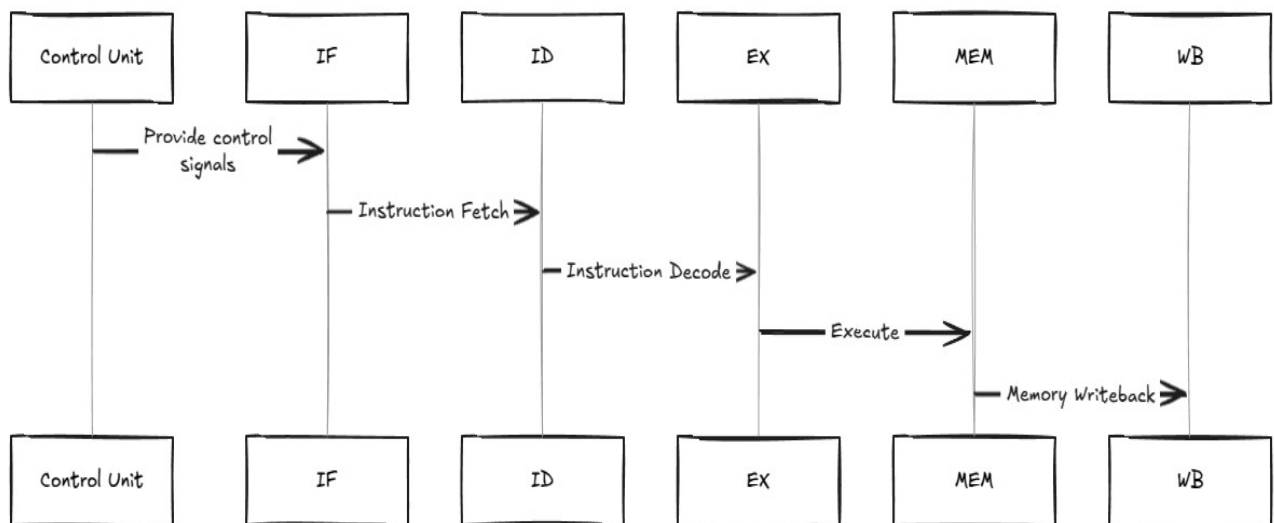 Control Unit
IF
ID
EX
MEM
WB
Provide control
signals
Instruction Fetch
Instruction Decode
Execute
Memory Writeback
Control Unit
IF
ID
EX
MEM
WB